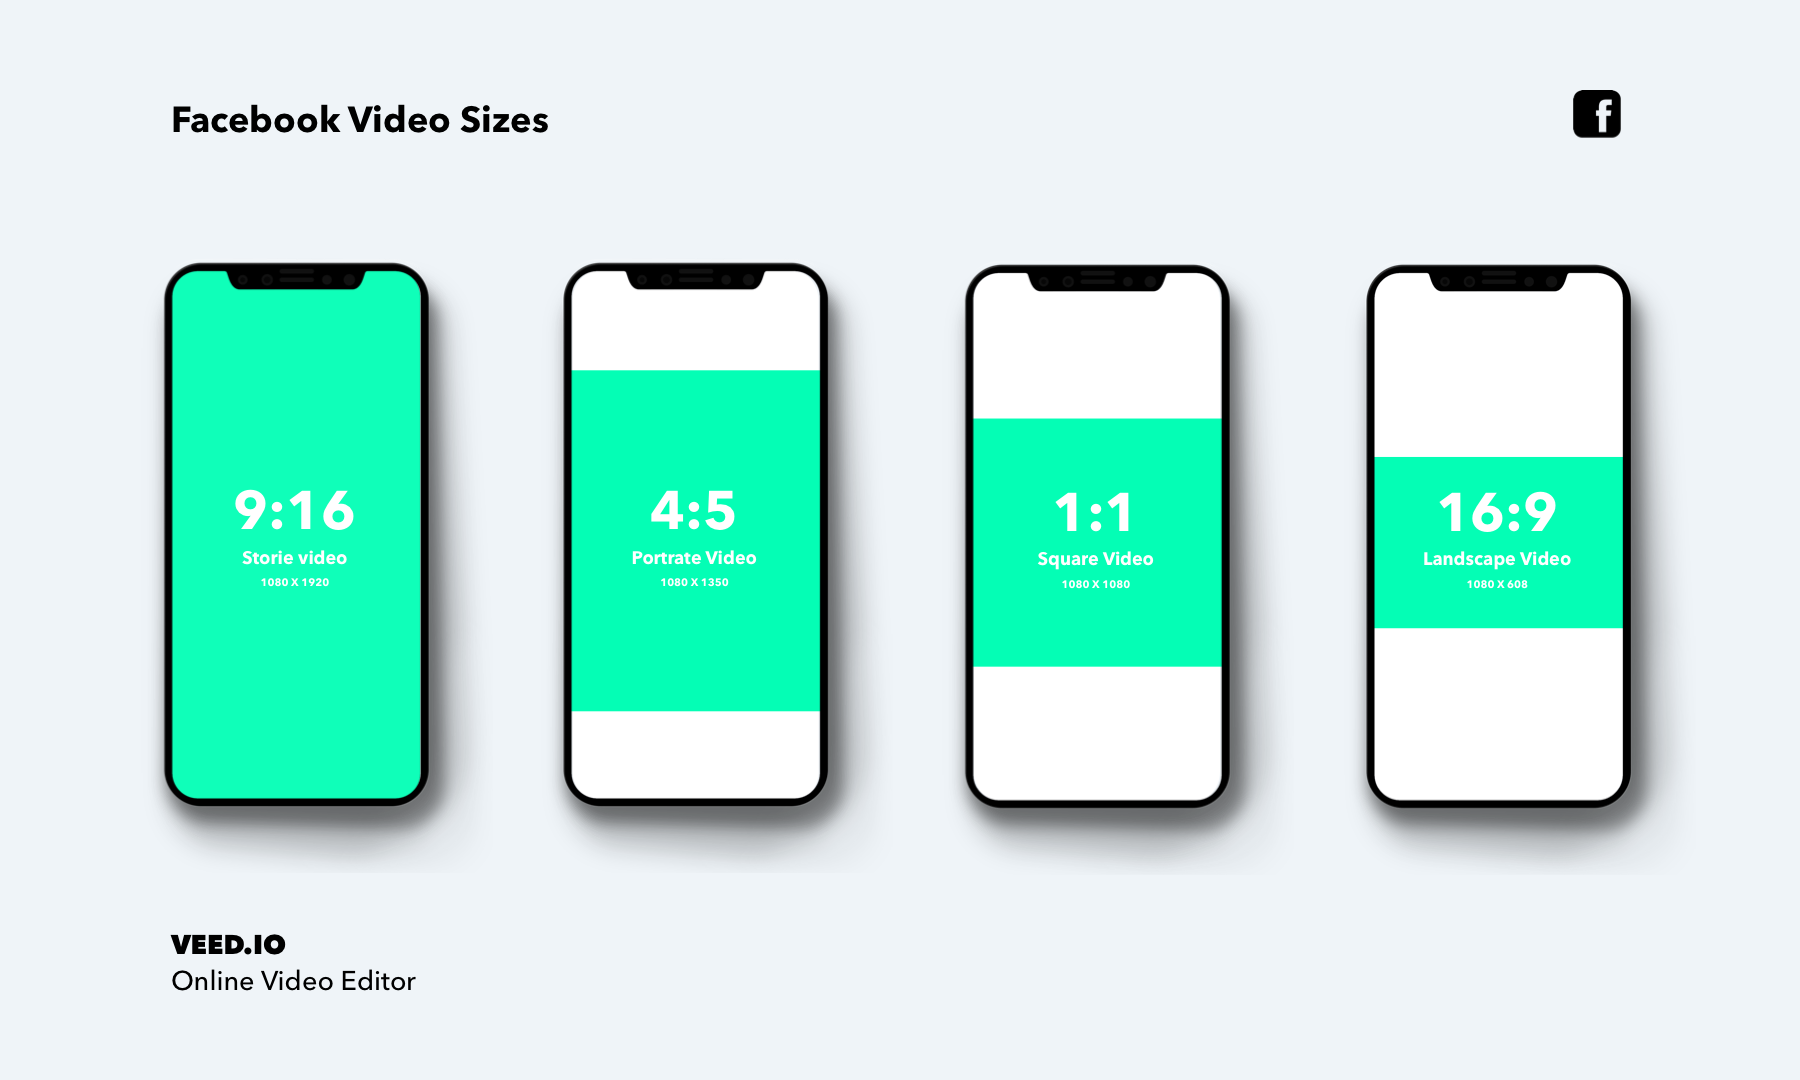 Facebook Video Sizes
f
9:16
Storie video
1080 X 1920
4:5
Portrate Video
1080 X 1350
1:1
Square Video
1080 X 1080
16:9
Landscape Video
1080 X 608
VEED.IO
Online Video Editor